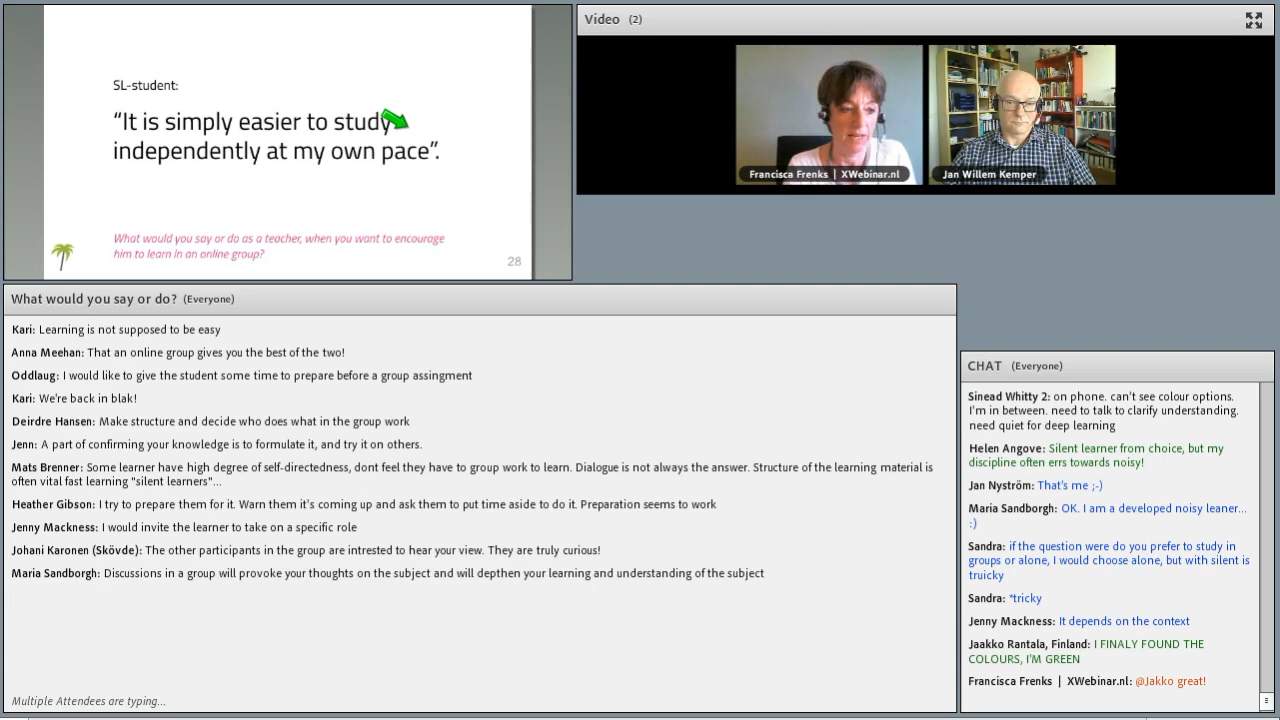 SL-student:
“It is simply easier to study
independently at my own pace”.
What would you say or do as a teacher, when you want to encourage
him to learn in an online group?
28
Video (2)
Francisca Frenks | XWebinar.nl
Jan Willem Kemper
What would you say or do? (Everyone)
Kari: Learning is not supposed to be easy
Anna Meehan: That an online group gives you the best of the two!
Oddlaug: I would like to give the student some time to prepare before a group assingment
Kari: We're back in blak!
Deirdre Hansen: Make structure and decide who does what in the group work
Jenn: A part of confirming your knowledge is to formulate it, and try it on others.
Mats Brenner: Some learner have high degree of self-directedness, dont feel they have to group work to learn. Dialogue is not always the answer. Structure of the learning material is
often vital fast learning "silent learners"...
Heather Gibson: I try to prepare them for it. Warn them it's coming up and ask them to put time aside to do it. Preparation seems to work
Jenny Mackness: I would invite the learner to take on a specific role
Johani Karonen (Skövde): The other participants in the group are intrested to hear your view. They are truly curious!
Maria Sandborgh: Discussions in a group will provoke your thoughts on the subject and will depthen your learning and understanding of the subject
Multiple Attendees are typing...
CHAT (Everyone)
Sinead Whitty 2: on phone. can't see colour options.
I'm in between. need to talk to clarify understanding.
need quiet for deep learning
Helen Angove: Silent learner from choice, but my
discipline often errs towards noisy!
Jan Nyström: That's me ;-)
Maria Sandborgh: OK. I am a developed noisy leaner...
:)
Sandra: if the question were do you prefer to study in
groups or alone, I would choose alone, but with silent is
truicky
Sandra: *tricky
Jenny Mackness: It depends on the context
Jaakko Rantala, Finland: I FINALY FOUND THE
COLOURS, I'M GREEN
Francisca Frenks | XWebinar.nl: @Jakko great!